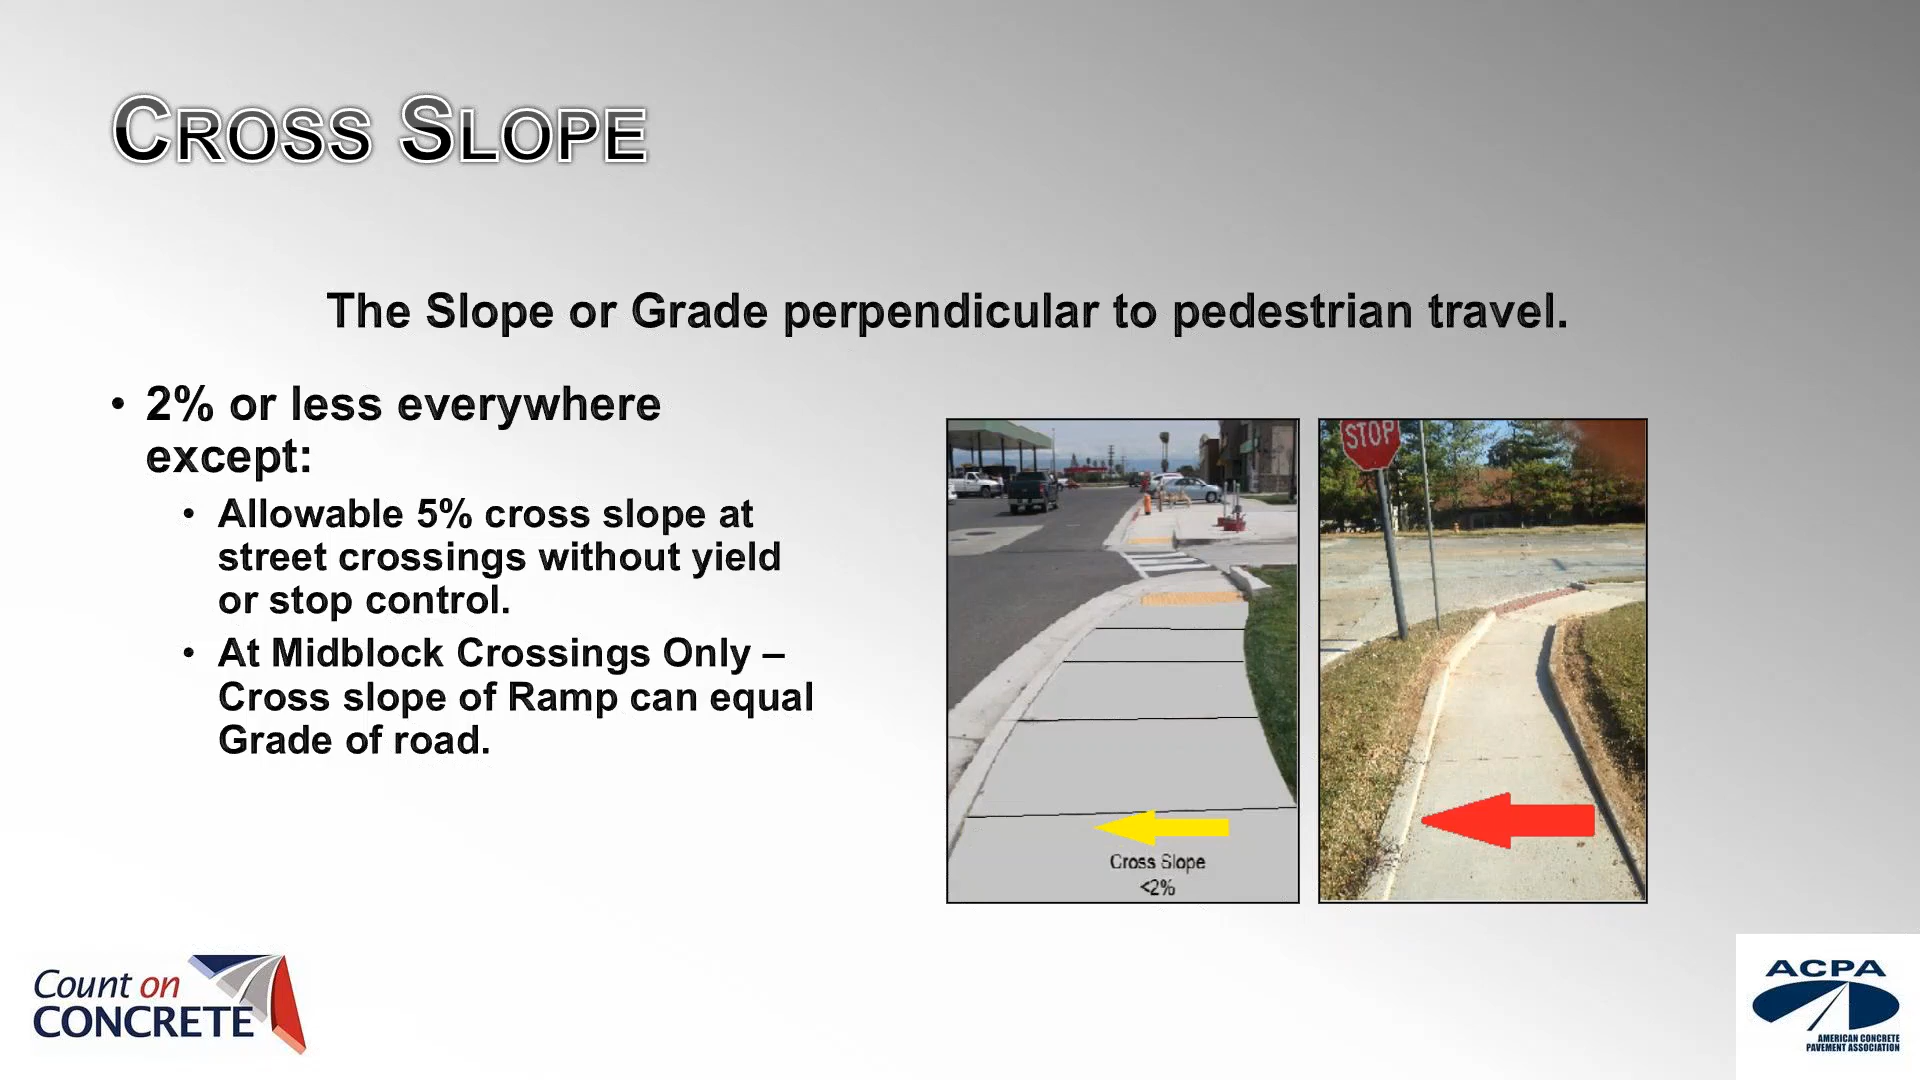 CROSS SLOPE
The Slope or Grade perpendicular to pedestrian travel.
• 2% or less everywhere
except:
• Allowable 5% cross slope at
street crossings without yield
or stop control.
• At Midblock Crossings Only –
Cross slope of Ramp can equal
Grade of road.
STOP
Cross Slope
<2%
Count on
CONCRETE
ACPA
AMERICAN CONCRETE
PAVEMENT ASSOCIATION